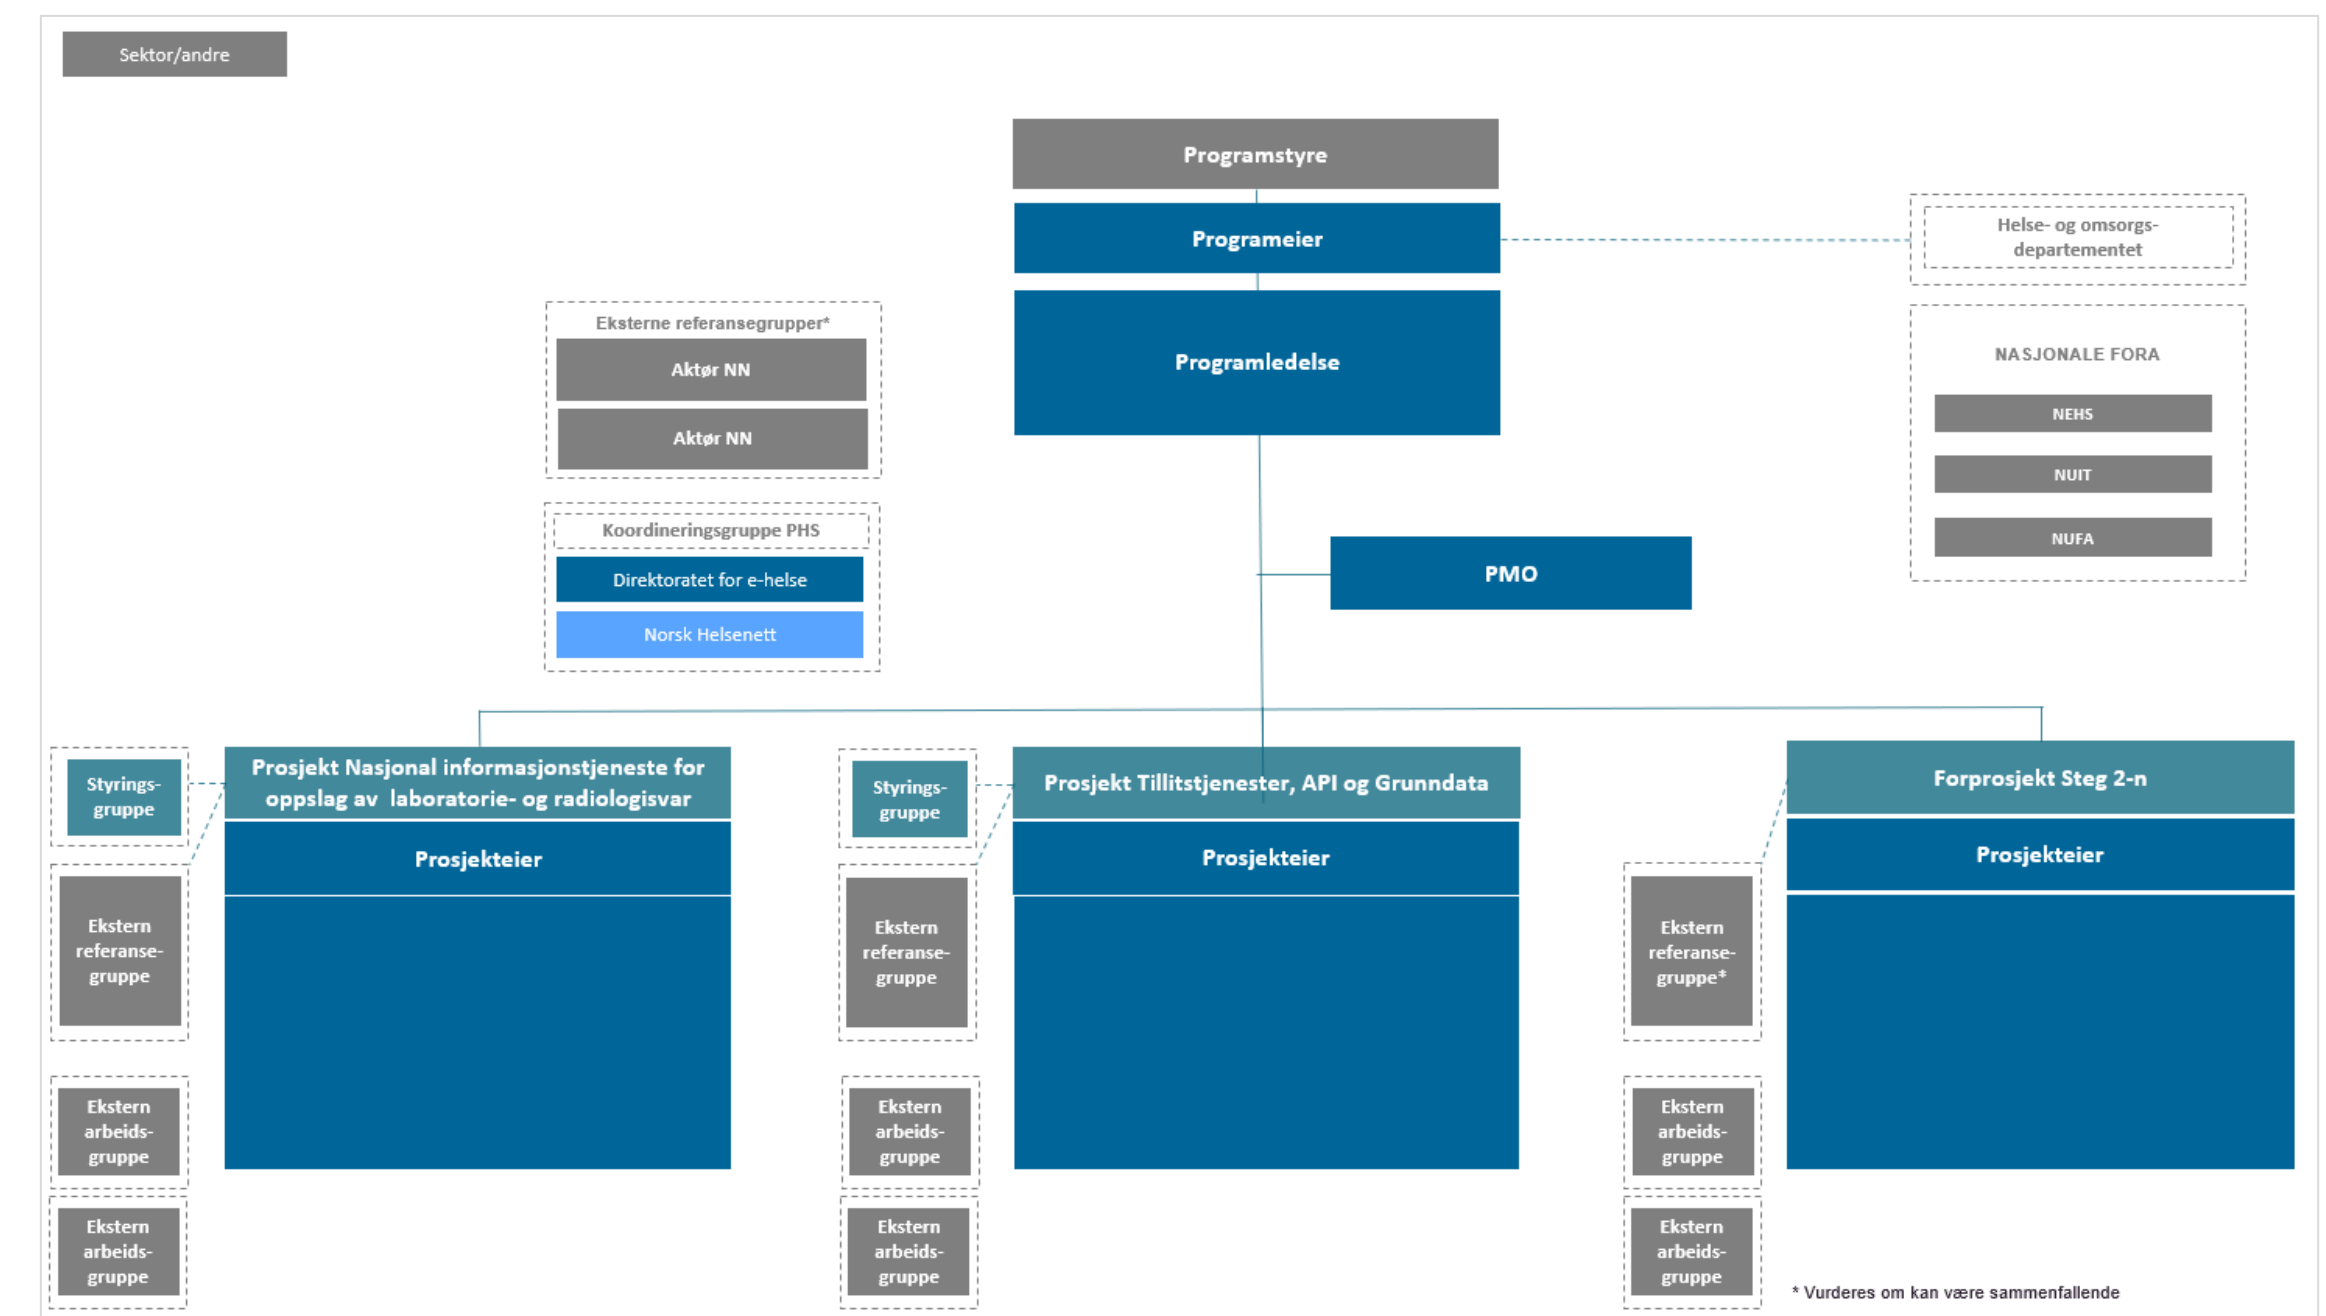 Sektor/andre
Programstyre
Programeier
Helse- og omsorgs-
departementet
Programledelse
Eksterne referansegrupper*
Aktør NN
Aktør NN
NASJONALE FORA
NEHS
NUIT
NUFA
Koordineringsgruppe PHS
Direktoratet for e-helse
Norsk Helsenett
PMO
Styrings-
gruppe
Prosjekt Nasjonal informasjonstjeneste for
oppslag av laboratorie- og radiologisvar
Prosjekteier
Ekstern
referanse-
gruppe
Ekstern
arbeids-
gruppe
Ekstern
arbeids-
gruppe
Styrings-
gruppe
Prosjekt Tillitstjenester, API og Grunndata
Prosjekteier
Ekstern
referanse-
gruppe
Ekstern
arbeids-
gruppe
Ekstern
arbeids-
gruppe
Forprosjekt Steg 2-n
Prosjekteier
Ekstern
referanse-
gruppe*
Ekstern
arbeids-
gruppe
Ekstern
arbeids-
gruppe
* Vurderes om kan være sammenfallende